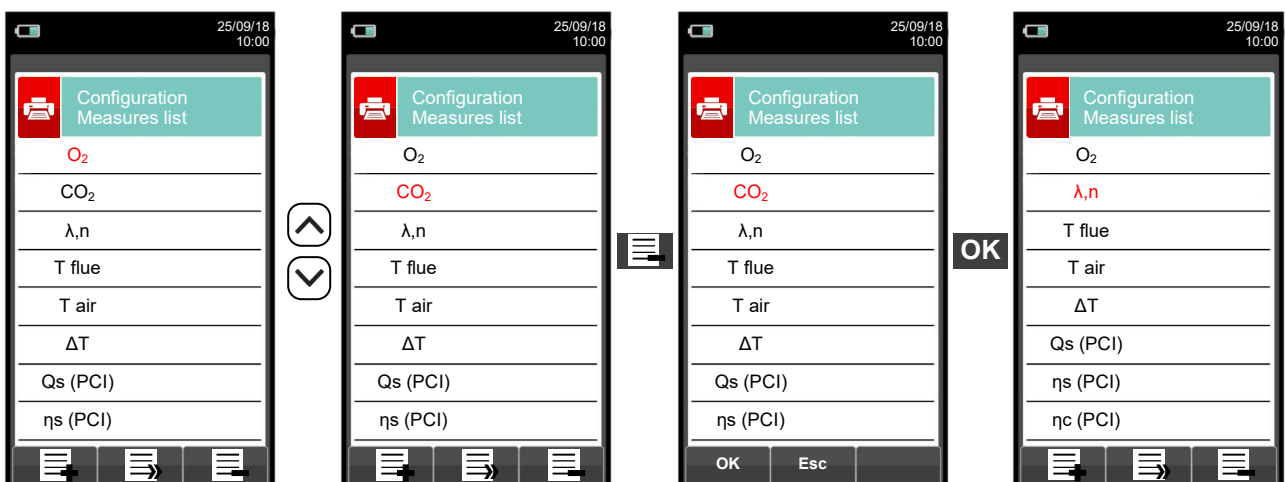 25/09/18
10:00
Configuration
Measures list
O₂
CO₂
λ,n
T flue
T air
ΔT
Qs (PCI)
ηs (PCI)
25/09/18
10:00
Configuration
Measures list
O₂
CO₂
λ,n
T flue
T air
ΔT
Qs (PCI)
ηs (PCI)
25/09/18
10:00
Configuration
Measures list
O₂
CO₂
λ,n
T flue
T air
ΔT
Qs (PCI)
ηs (PCI)
OK Esc
OK
25/09/18
10:00
Configuration
Measures list
O₂
λ,n
T flue
T air
ΔT
Qs (PCI)
ηs (PCI)
ηc (PCI)